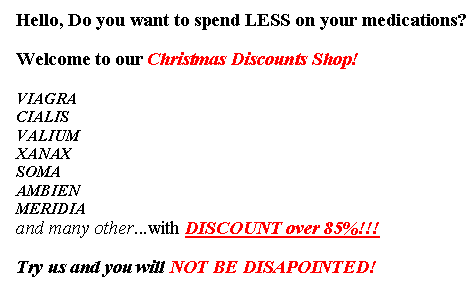 Hello, Do you want to spend LESS on your medications?
Welcome to our Christmas Discounts Shop!
VIAGRA
CIALIS
VALIUM
XANAX
SOMA
AMBIEN
MERIDIA
and many other...with DISCOUNT over 85%!!!
Try us and you will NOT BE DISAPOINTED!